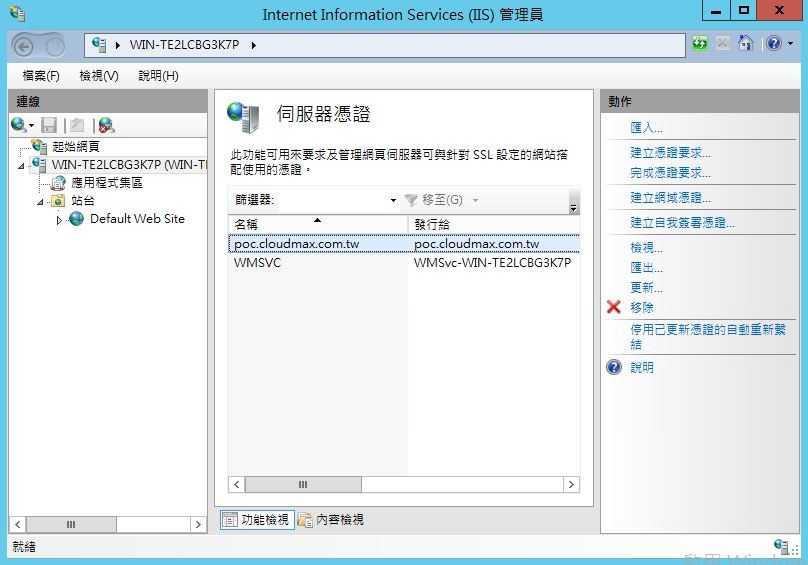 Internet Information Services (IIS) 管理員
WIN-TE2LCBG3K7P
檔案(F) 檢視(V) 說明(H)
連線
起始網頁
WIN-TE2LCBG3K7P (WIN-T
應用程式集區
站台
Default Web Site
伺服器憑證
此功能可用來要求及管理網頁伺服器可與針對 SSL 設定的網站搭
配使用的憑證。
篩選器: 移至(G)
名稱 發行給
poc.cloudmax.com.tw poc.cloudmax.com.tw
WMSVC WMSvc-WIN-TE2LCBG3K7P
功能檢視 內容檢視
動作
匯入...
建立憑證要求...
完成憑證要求...
建立網域憑證...
建立自我簽署憑證...
檢視...
匯出...
更新...
移除
停用已更新憑證的自動重新繫
結
說明
就緒